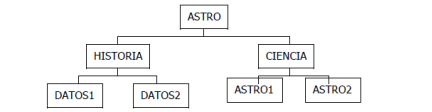 ASTRO
HISTORIA CIENCIA
DATOS1 DATOS2 ASTRO1 ASTRO2